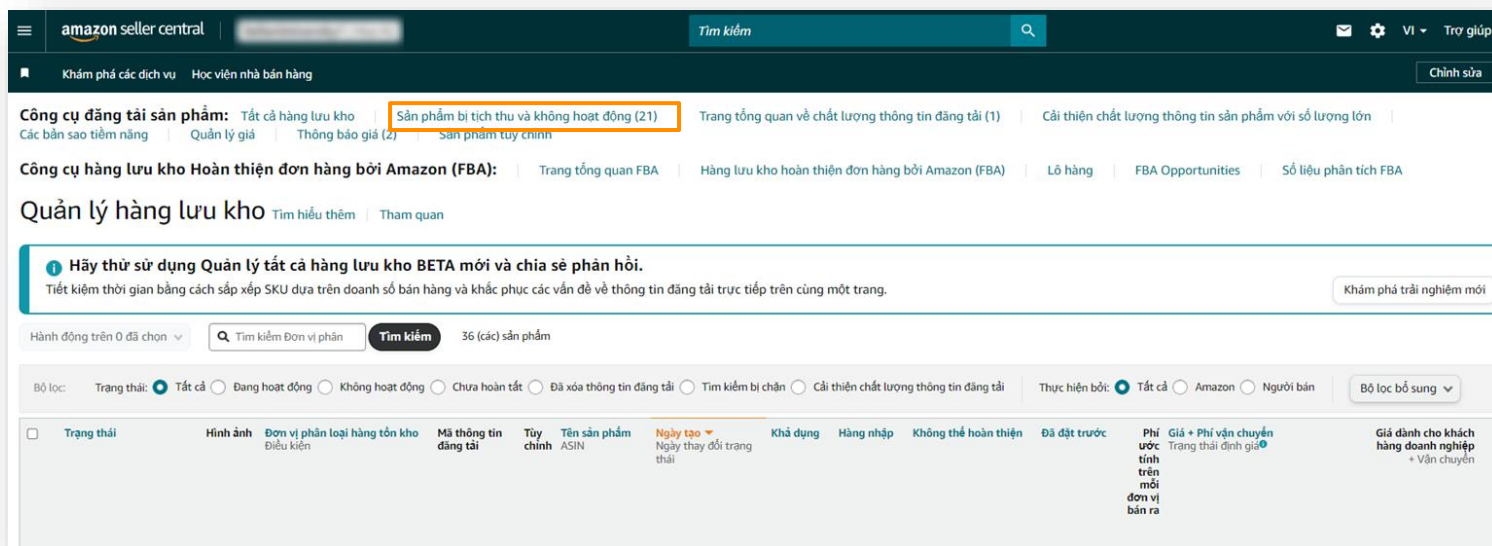 amazon seller central
Tìm kiếm
VI
Trợ giúp
Khám phá các dịch vụ Học viện nhà bán hàng
Chỉnh sửa
Công cụ đăng tải sản phẩm: Tất cả hàng lưu kho | Sản phẩm bị tịch thu và không hoạt động (21) | Trang tổng quan về chất lượng thông tin đăng tải (1) | Cải thiện chất lượng thông tin sản phẩm với số lượng lớn |
Các bản sao tiềm năng | Quản lý giá | Thông báo giá (2) | Sản phẩm tùy chỉnh
Công cụ hàng lưu kho Hoàn thiện đơn hàng bởi Amazon (FBA): | Trang tổng quan FBA | Hàng lưu kho hoàn thiện đơn hàng bởi Amazon (FBA) | Lô hàng | FBA Opportunities | Số liệu phân tích FBA
Quản lý hàng lưu kho Tìm hiểu thêm | Tham quan
Hãy thử sử dụng Quản lý tất cả hàng lưu kho BETA mới và chia sẻ phản hồi.
Tiết kiệm thời gian bằng cách sắp xếp SKU dựa trên doanh số bán hàng và khắc phục các vấn đề về thông tin đăng tải trực tiếp trên cùng một trang.
Khám phá trải nghiệm mới
Hành động trên 0 đã chọn
Tìm kiếm Đơn vị phân
Tìm kiếm
36 (các) sản phẩm
Bộ lọc: Trạng thái: Tất cả Đang hoạt động Không hoạt động Chưa hoàn tất Đã xóa thông tin đăng tải Tìm kiếm bị chặn Cải thiện chất lượng thông tin đăng tải
Thực hiện bởi: Tất cả Amazon Người bán
Bộ lọc bổ sung
Trạng thái
Hình ảnh
Đơn vị phân loại hàng tồn kho
Điều kiện
Mã thông tin
đăng tải
Tùy
chỉnh
Tên sản phẩm
ASIN
Ngày tạo
Ngày thay đổi trạng
thái
Khả dụng
Hàng nhập
Không thể hoàn thiện
Đã đặt trước
Phí
ước
tính
trên
mỗi
đơn vị
bán ra
Giá + Phí vận chuyển
Trạng thái định giá
Giá dành cho khách
hàng doanh nghiệp
+ Vận chuyển